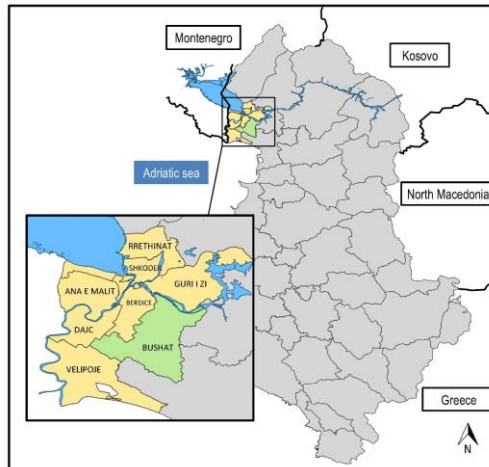 Montenegro
Kosovo
Adriatic sea
North Macedonia
RRETHINAT
SHKODER
GURI I ZI
ANA E MALIT
BERDICE
DAJC
BUSHAT
VELIPOJE
Greece
N